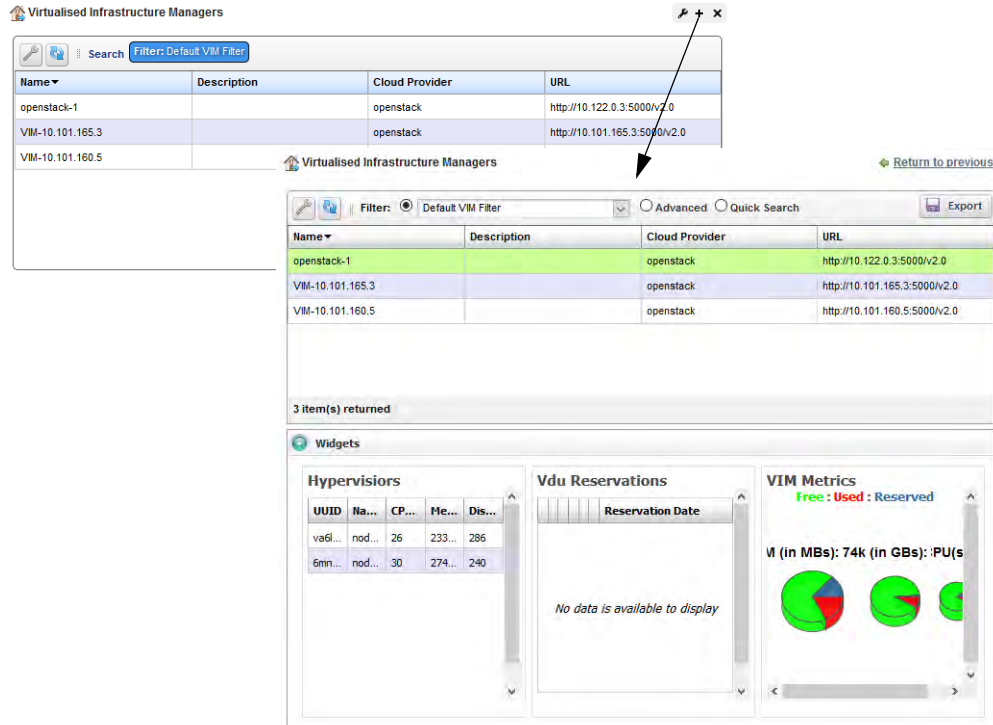 Virtualised Infrastructure Managers
Search Filter: Default VIM Filter
Name Description Cloud Provider URL
openstack-1 openstack http://10.122.0.3:5000/v2.0
VIM-10.101.165.3 openstack http://10.101.165.3:5000/v2.0
VIM-10.101.160.5
Virtualised Infrastructure Managers Return to previous
Filter: Default VIM Filter Advanced Quick Search Export
Name Description Cloud Provider URL
openstack-1 openstack http://10.122.0.3:5000/v2.0
VIM-10.101.165.3 openstack http://10.101.165.3:5000/v2.0
VIM-10.101.160.5 openstack http://10.101.160.5:5000/v2.0
3 item(s) returned
Widgets
Hypervisiors
UUID Na... CP... Me... Dis...
va6l... nod... 26 233... 286
6mn... nod... 30 274... 240
Vdu Reservations
Reservation Date
No data is available to display
VIM Metrics
Free : Used : Reserved
M (in MBs): 74k (in GBs): :PU(s